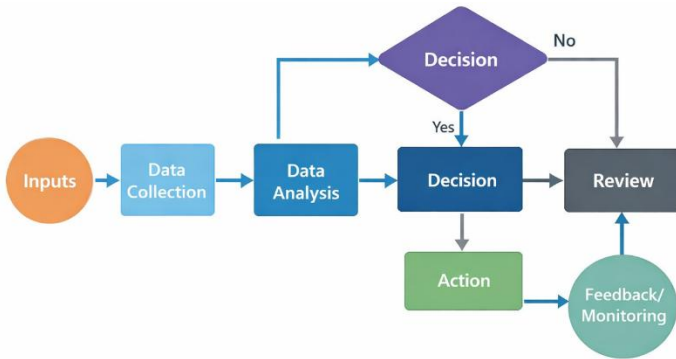 Decision
No
Yes
Inputs
Data
Collection
Data
Analysis
Decision
Review
Action
Feedback/
Monitoring